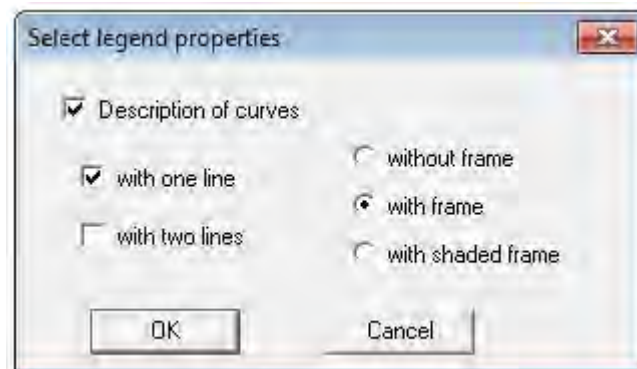 Select legend properties
Description of curves
with one line
with two lines
without frame
with frame
with shaded frame
OK
Cancel